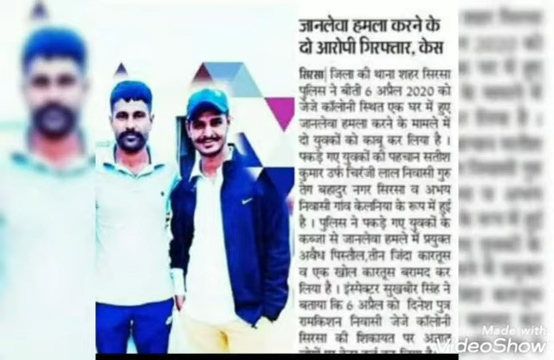 जानलेवा हमला करने के
दो आरोपी गिरफ्तार, केस
सिरसा| जिला की थाना शहर सिरसा
पुलिस ने बीती 6 अप्रैल 2020 को
जेजे कॉलोनी स्थित एक घर में हुए
जानलेवा हमला करने के मामले में
दो युवकों को काबू कर लिया है ।
पकड़े गए युवकों की पहचान सतीश
कुमार उर्फ चिरंजी लाल निवासी गुरु
तेग बहादुर नगर सिरसा व अभय
निवासी गांव केलनिया के रूप में हुई
है । पुलिस ने पकड़े गए युवकों के
कब्जा से जानलेवा हमले में प्रयुक्त
अवैध पिस्तौल,तीन जिंदा कारतूस
व एक खोल कारतूस बरामद कर
लिया है । इंस्पेक्टर सुखबीर सिंह ने
बताया कि 6 अप्रैल को दिनेश पुत्र
रामकिशन निवासी जेजे कॉलोनी
सिरसा की शिकायत पर
Made with
VideoShow